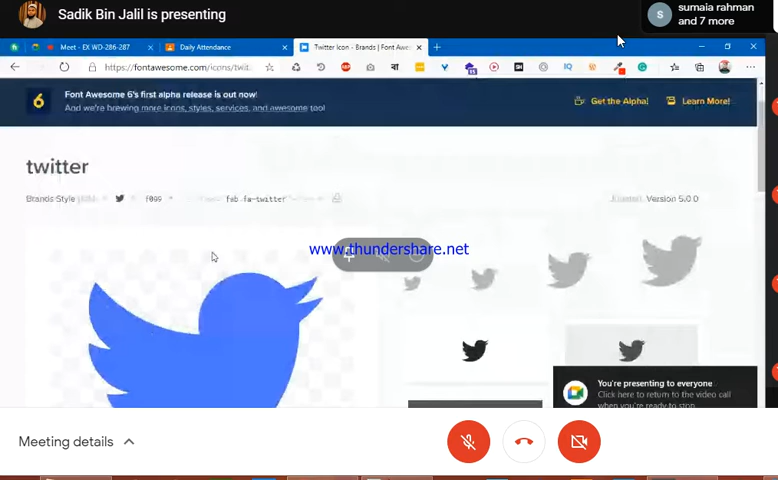 Sadik Bin Jalil is presenting
sumaia rahman
and 7 more
Meet - EX WD-286-287
Daily Attendance
Twitter Icon - Brands | Font Awes
https://fontawesome.com/icons/twit
Font Awesome 6's first alpha release is out now!
And we're brewing more icons, styles, services, and awesome too!
Get the Alpha!
Learn More!
twitter
Brands Style
f099
fab fa-twitter
Version 5.0.0
www.thundershare.net
You're presenting to everyone
Click here to return to the video call
when you're ready to stop
Meeting details